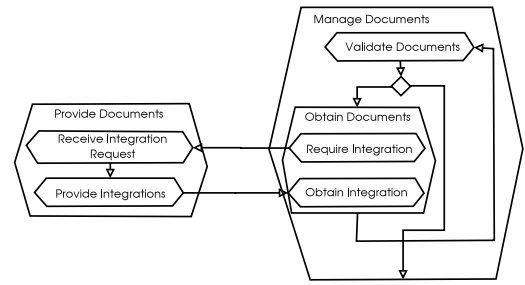 Manage Documents
Validate Documents
Provide Documents
Obtain Documents
Receive Integration
Request
Require Integration
Provide Integrations
Obtain Integration